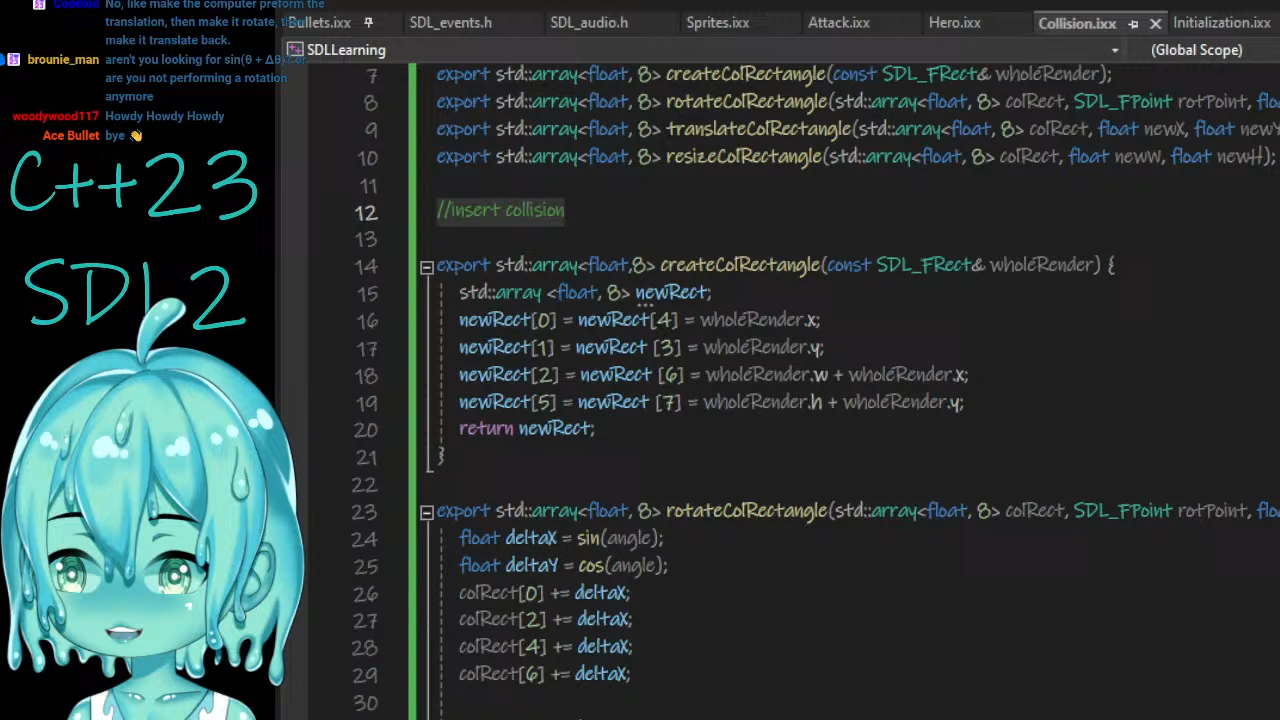 Codetoil No, like make the computer preform the
translation, then make it rotate, then
make it translate back.
brounie_man aren't you looking for sin(θ + Δθ)? or
are you not performing a rotation
anymore
woodywood117 Howdy Howdy Howdy
Ace Bullet bye 👋
C++23
SDL2
Bullets.ixx SDL_events.h SDL_audio.h Sprites.ixx Attack.ixx Hero.ixx Collision.ixx Initialization.ixx
SDLLearning (Global Scope)
7 export std::array<float, 8> createColRectangle(const SDL_FRect& wholeRender);
8 export std::array<float, 8> rotateColRectangle(std::array<float, 8> colRect, SDL_FPoint rotPoint, flo
9 export std::array<float, 8> translateColRectangle(std::array<float, 8> colRect, float newX, float newY
10 export std::array<float, 8> resizeColRectangle(std::array<float, 8> colRect, float newW, float newH);
11
12 //insert collision
13
14 export std::array<float,8> createColRectangle(const SDL_FRect& wholeRender) {
15 std::array <float, 8> newRect;
16 newRect[0] = newRect[4] = wholeRender.x;
17 newRect[1] = newRect [3] = wholeRender.y;
18 newRect[2] = newRect [6] = wholeRender.w + wholeRender.x;
19 newRect[5] = newRect [7] = wholeRender.h + wholeRender.y;
20 return newRect;
21 }
22
23 export std::array<float, 8> rotateColRectangle(std::array<float, 8> colRect, SDL_FPoint rotPoint, flo
24 float deltaX = sin(angle);
25 float deltaY = cos(angle);
26 colRect[0] += deltaX;
27 colRect[2] += deltaX;
28 colRect[4] += deltaX;
29 colRect[6] += deltaX;
30